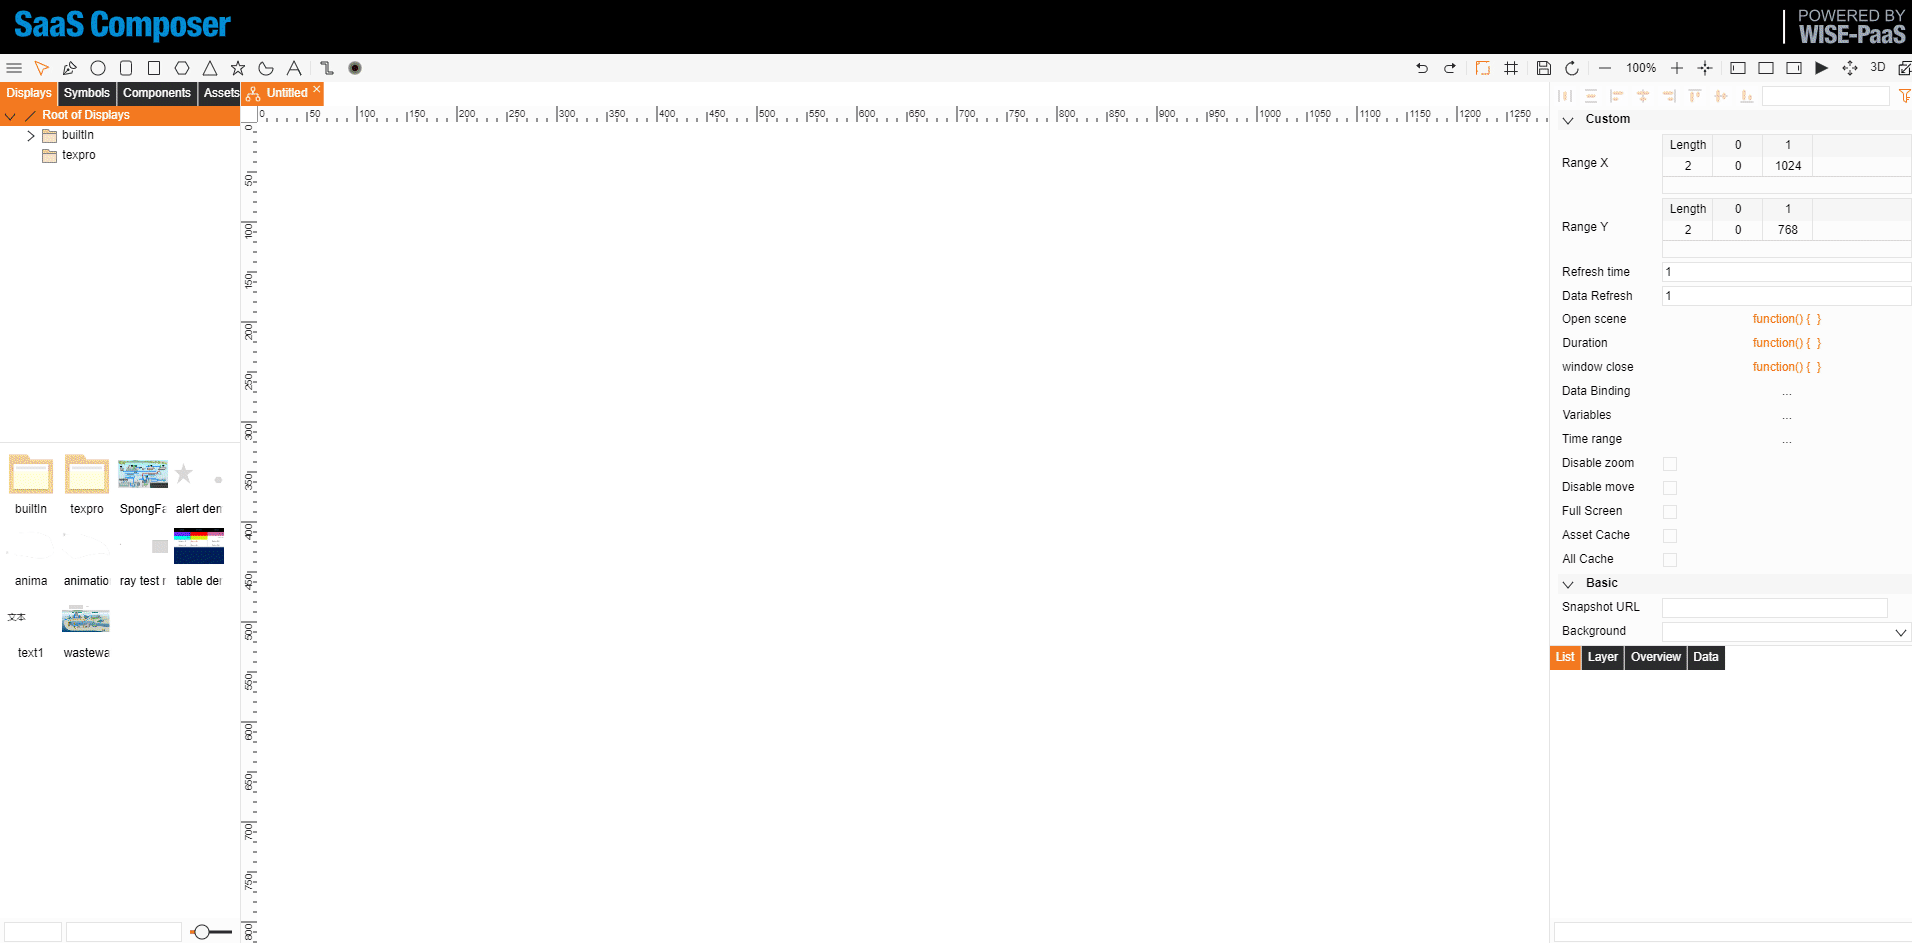 SaaS Composer
POWERED BY
WISE-PaaS
100%
3D
Displays
Symbols
Components
Assets
Untitled
Root of Displays
builtIn
texpro
0 50 100 150 200 250 300 350 400 450 500 550 600 650 700 750 800 850 900 950 1000 1050 1100 1150 1200 1250
0
50
100
150
200
250
300
350
400
450
500
550
600
650
700
750
800
builtIn
texpro
SpongFa
alert den
anima
animatio
ray test r
table de
文本
text1
wastewa
Custom
Range X
Length 0 1
2 0 1024
Range Y
Length 0 1
2 0 768
Refresh time 1
Data Refresh 1
Open scene function() { }
Duration function() { }
window close function() { }
Data Binding ...
Variables ...
Time range ...
Disable zoom
Disable move
Full Screen
Asset Cache
All Cache
Basic
Snapshot URL
Background
List
Layer
Overview
Data